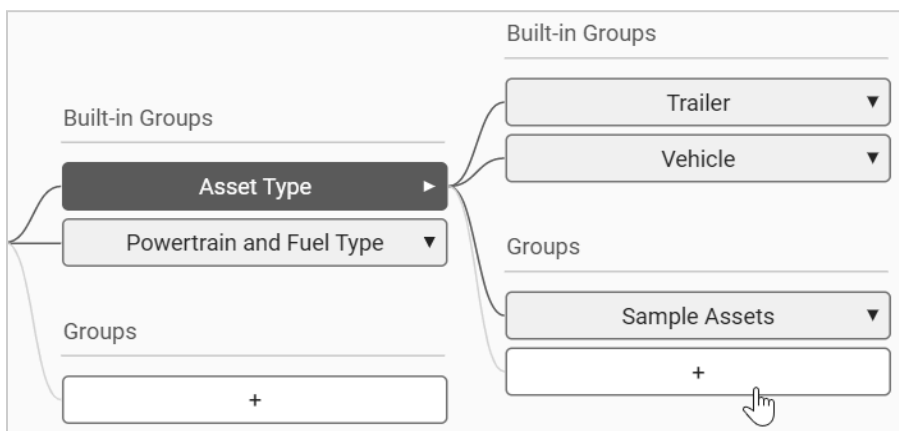 Built-in Groups
Asset Type ►
Powertrain and Fuel Type ▼
Groups
+
Built-in Groups
Trailer ▼
Vehicle ▼
Groups
Sample Assets ▼
+